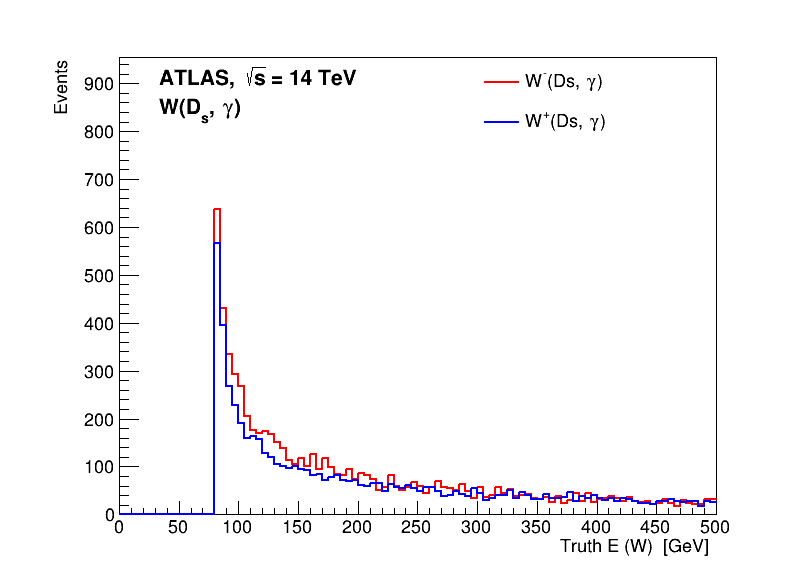 Events
ATLAS, √s = 14 TeV
W(Dₛ, γ)
W⁻(Ds, γ)
W⁺(Ds, γ)
900
800
700
600
500
400
300
200
100
0
0 50 100 150 200 250 300 350 400 450 500
Truth E (W) [GeV]